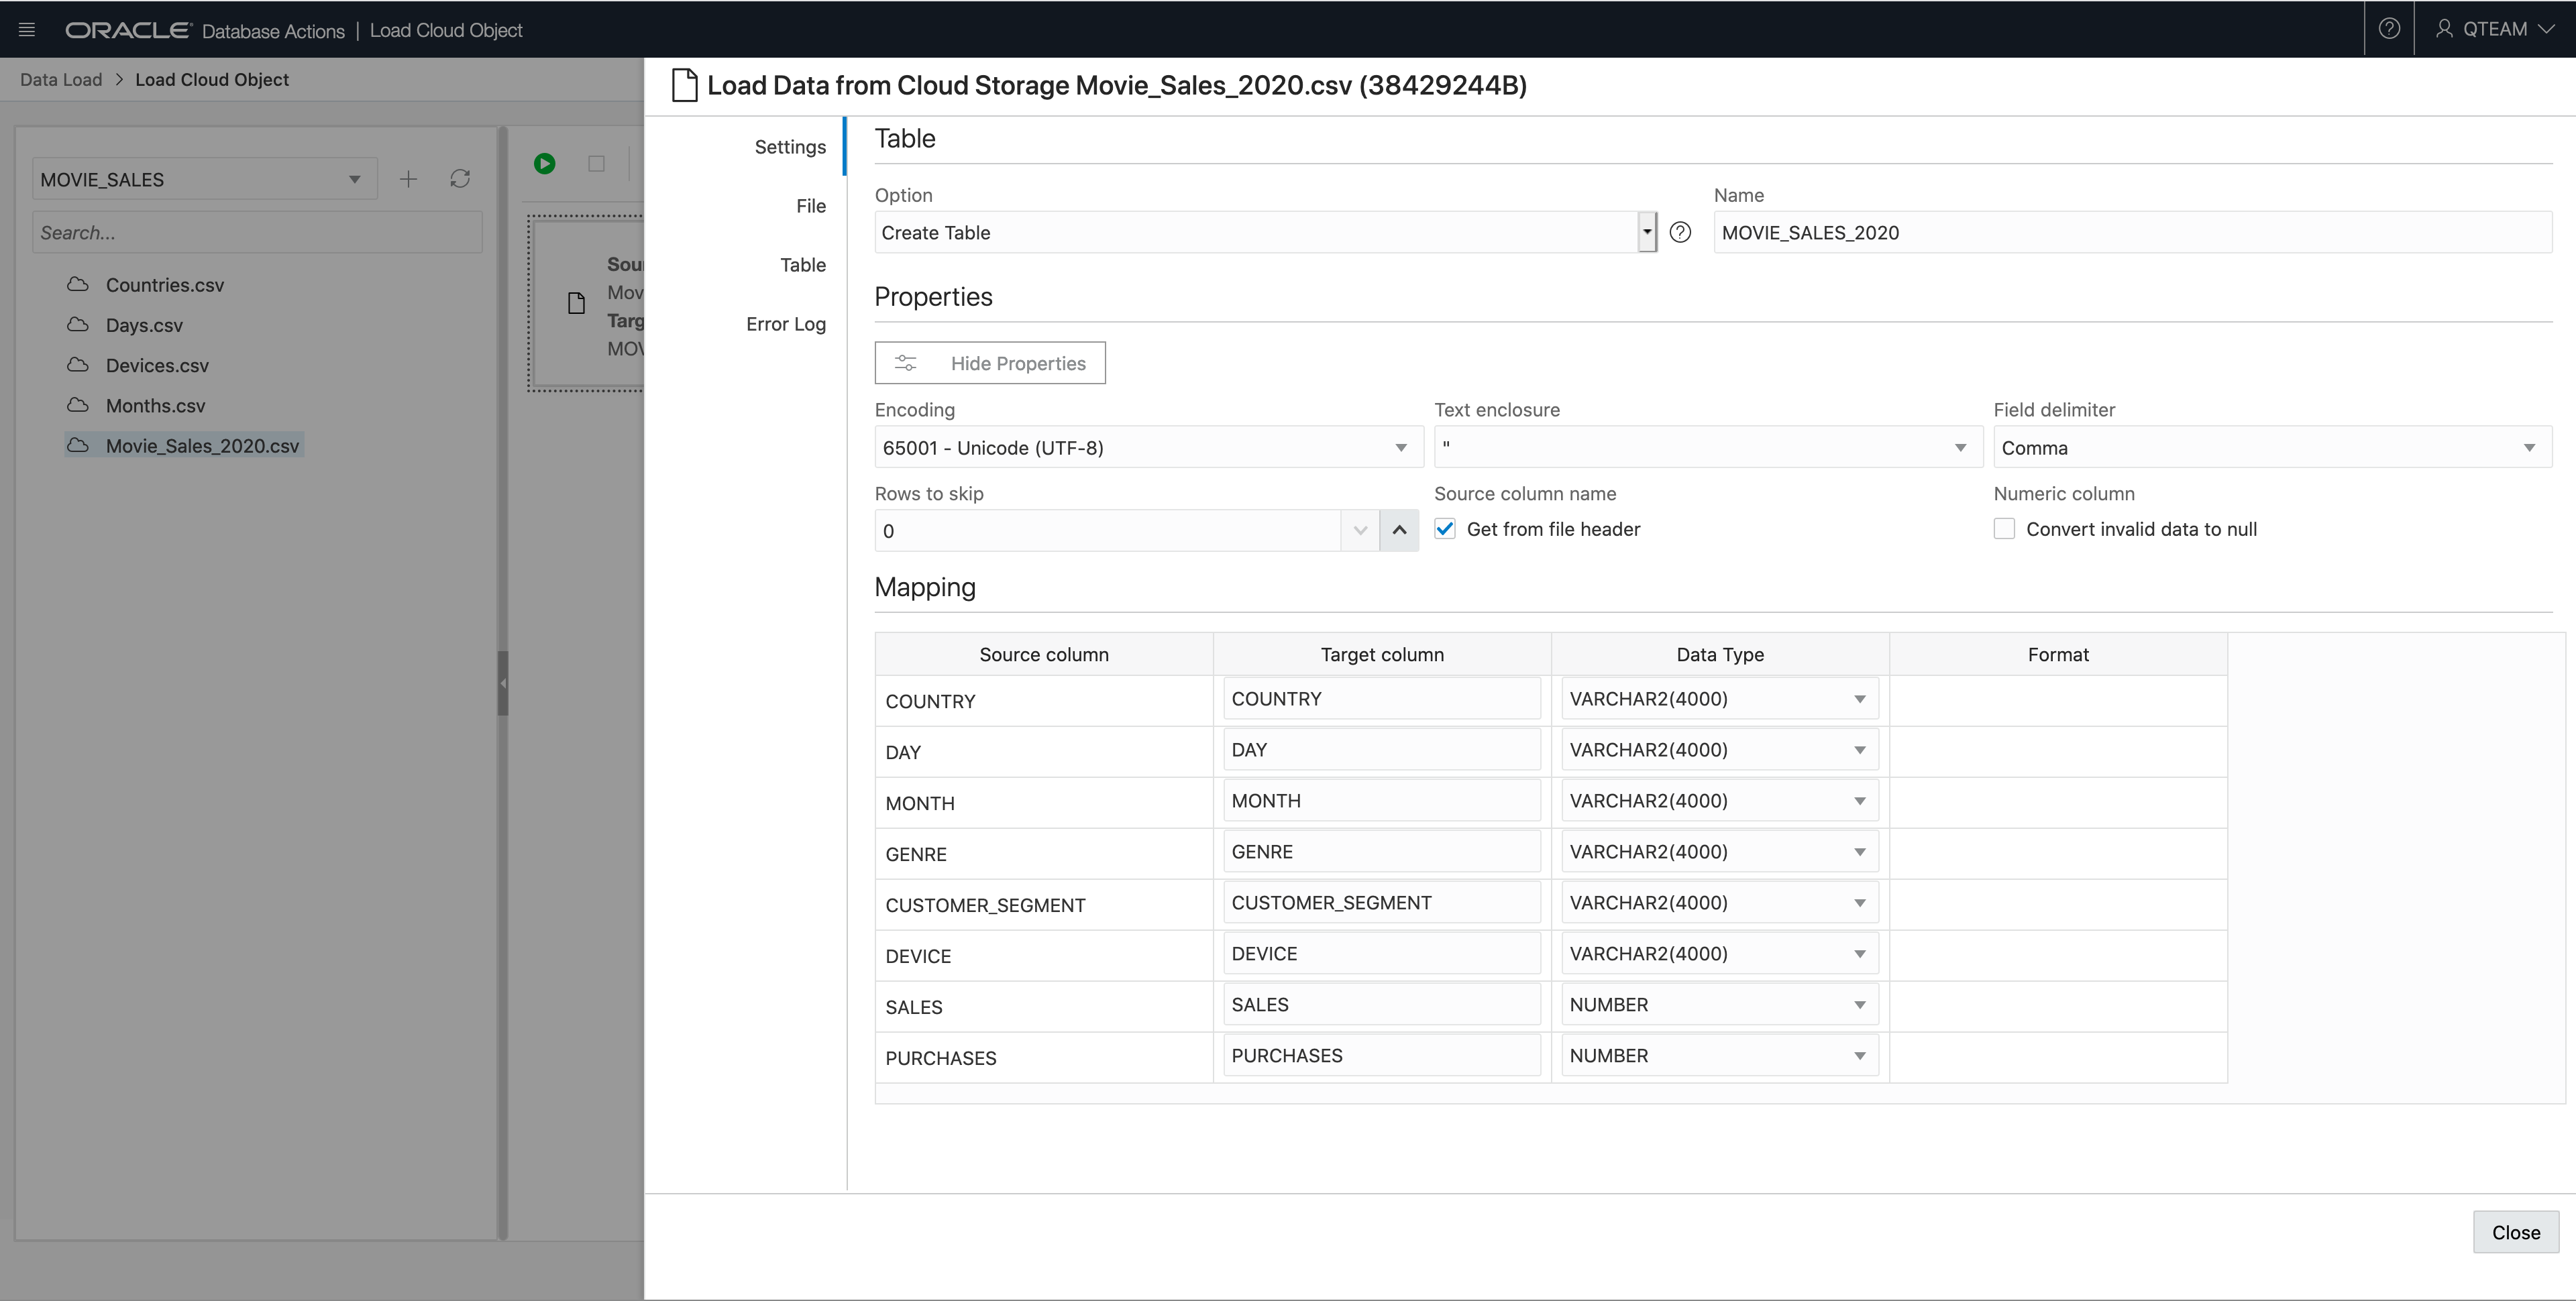 ORACLE Database Actions | Load Cloud Object
QTEAM
Data Load > Load Cloud Object
MOVIE_SALES
Search...
Countries.csv
Days.csv
Devices.csv
Months.csv
Movie_Sales_2020.csv
Load Data from Cloud Storage Movie_Sales_2020.csv (38429244B)
Settings
File
Table
Error Log
Table
Option
Name
Create Table
MOVIE_SALES_2020
Properties
Hide Properties
Encoding
Text enclosure
Field delimiter
65001 - Unicode (UTF-8)
"
Comma
Rows to skip
Source column name
Numeric column
0
Get from file header
Convert invalid data to null
Mapping
Source column Target column Data Type Format
COUNTRY COUNTRY VARCHAR2(4000)
DAY DAY VARCHAR2(4000)
MONTH MONTH VARCHAR2(4000)
GENRE GENRE VARCHAR2(4000)
CUSTOMER_SEGMENT CUSTOMER_SEGMENT VARCHAR2(4000)
DEVICE DEVICE VARCHAR2(4000)
SALES SALES NUMBER
PURCHASES PURCHASES NUMBER
Close